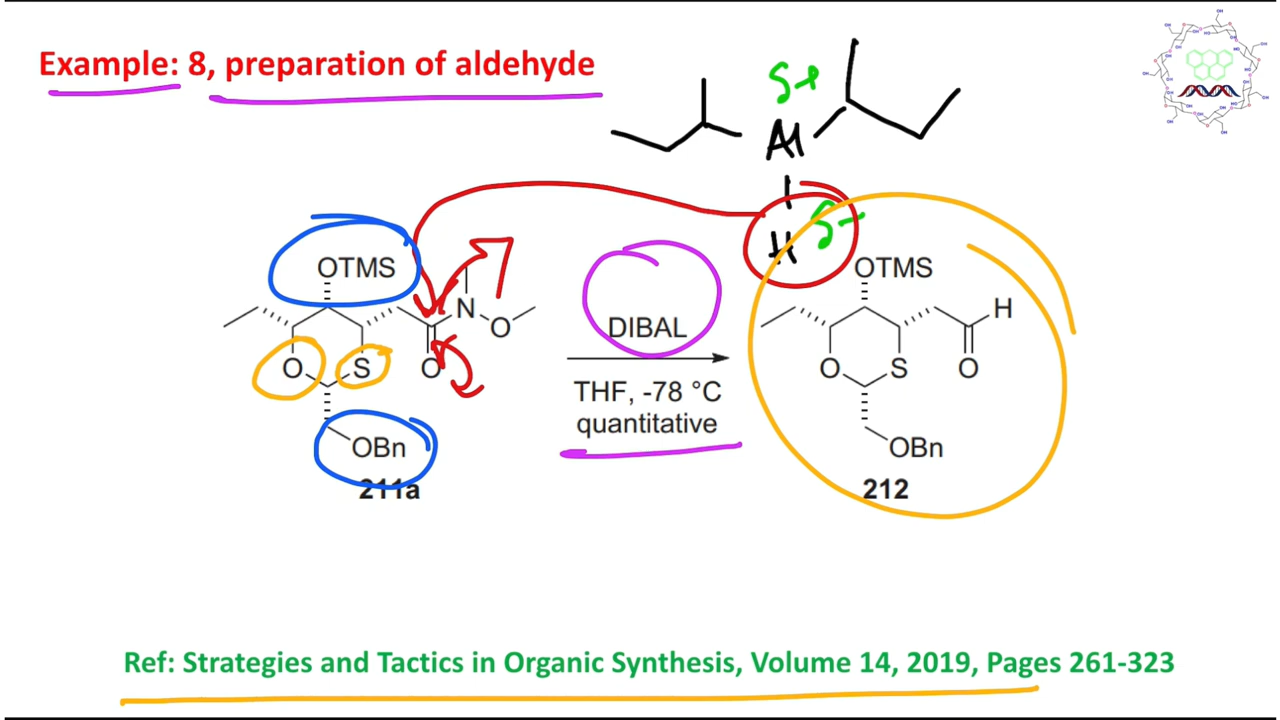 Example: 8, preparation of aldehyde
δ+
Al
H
δ-
OTMS
N
O
O
S
O
OBn
211a
DIBAL
THF, -78 °C
quantitative
OTMS
H
O
S
O
OBn
212
Ref: Strategies and Tactics in Organic Synthesis, Volume 14, 2019, Pages 261-323